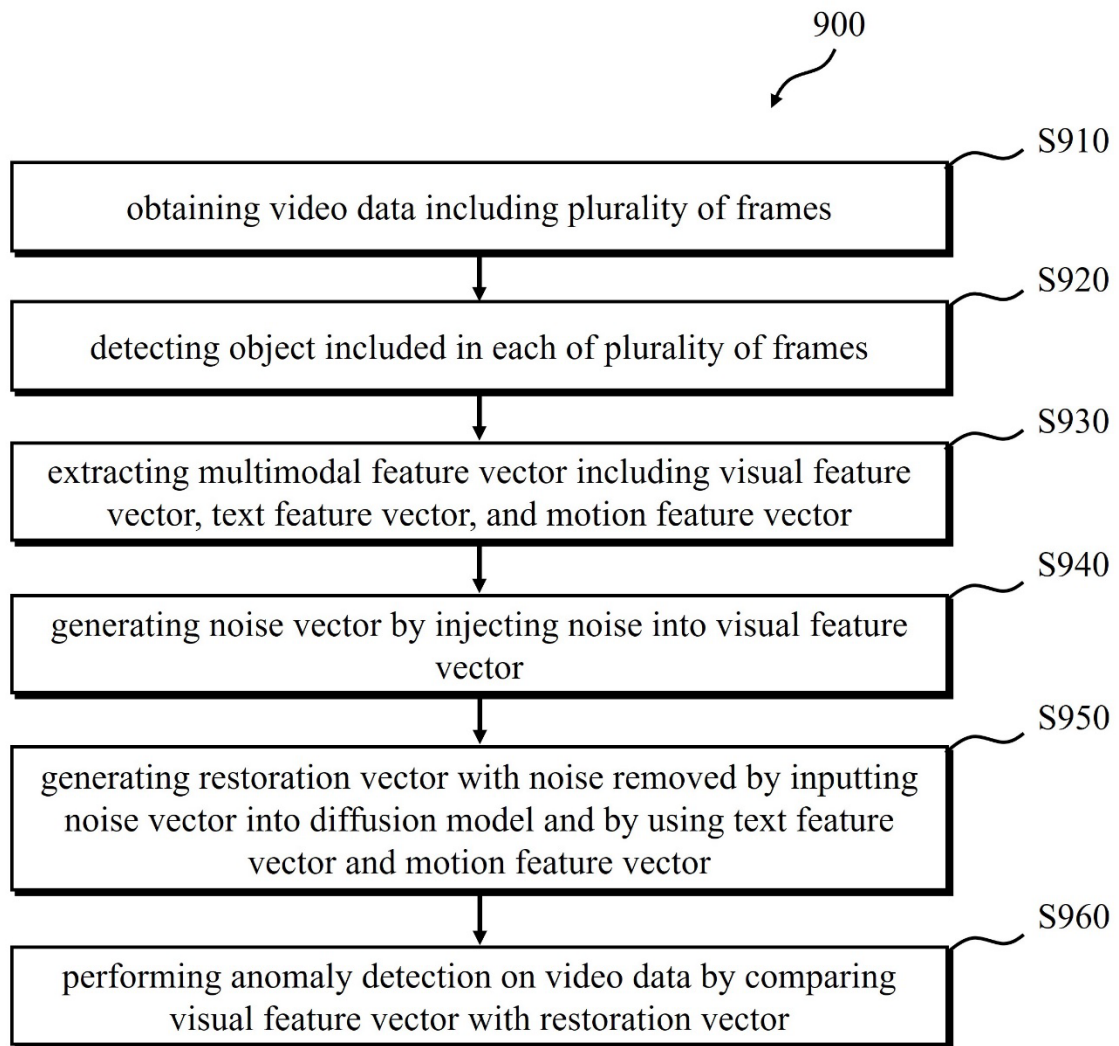 900
S910
obtaining video data including plurality of frames
S920
detecting object included in each of plurality of frames
S930
extracting multimodal feature vector including visual feature
vector, text feature vector, and motion feature vector
S940
generating noise vector by injecting noise into visual feature
vector
S950
generating restoration vector with noise removed by inputting
noise vector into diffusion model and by using text feature
vector and motion feature vector
S960
performing anomaly detection on video data by comparing
visual feature vector with restoration vector